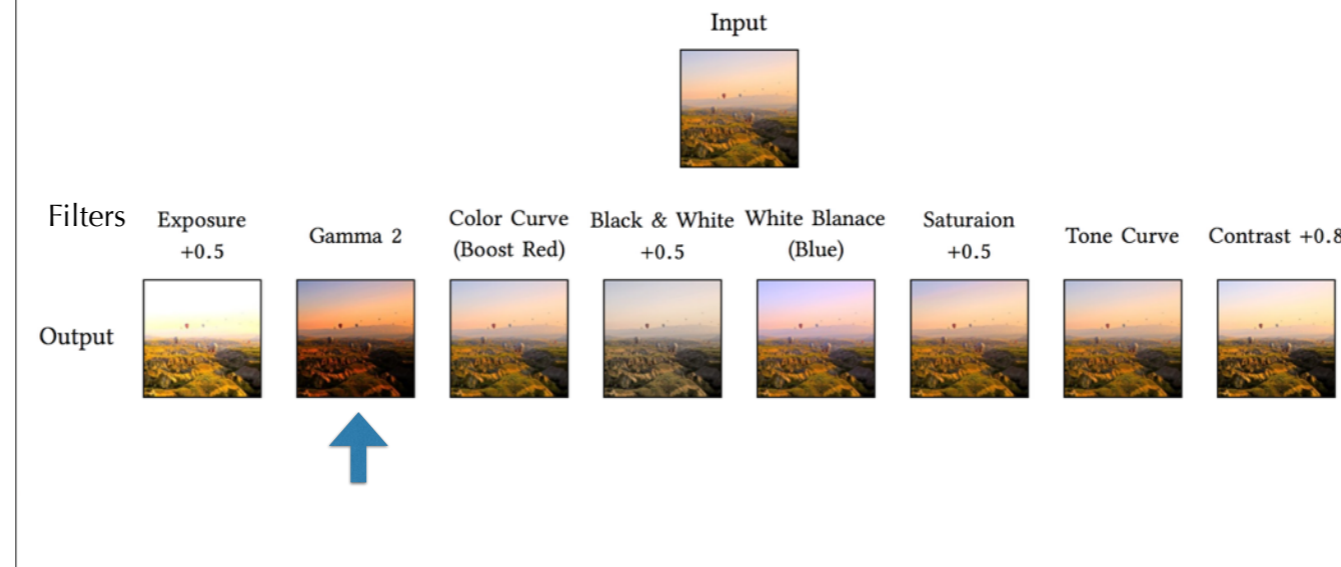 Input
Filters
Exposure
+0.5
Gamma 2
Color Curve
(Boost Red)
Black & White
+0.5
White Blanace
(Blue)
Saturaion
+0.5
Tone Curve
Contrast +0.8
Output